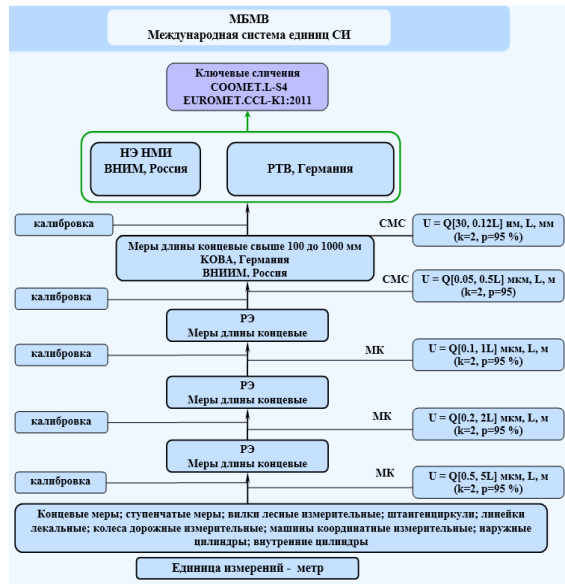 МБМВ
Международная система единиц СИ
Ключевые сличения
COOMET.L-S4
EUROMET.CCL-K1:2011
НЭ НМИ
ВНИМ, Россия
РТВ, Германия
калибровка
СМС
U = Q[30, 0.12L] нм, L, мм
(k=2, p=95 %)
Меры длины концевые свыше 100 до 1000 мм
KOBA, Германия
ВНИИМ, Россия
СМС
U = Q[0.05, 0.5L] мкм, L, м
(k=2, p=95)
калибровка
РЭ
Меры длины концевые
калибровка
МК
U = Q[0.1, 1L] мкм, L, м
(k=2, p=95 %)
РЭ
Меры длины концевые
калибровка
МК
U = Q[0.2, 2L] мкм, L, м
(k=2, p=95 %)
РЭ
Меры длины концевые
калибровка
МК
U = Q[0.5, 5L] мкм, L, м
(k=2, p=95 %)
Концевые меры; ступенчатые меры; вилки лесные измерительные; штангенциркули; линейки
лекальные; колеса дорожные измерительные; машины координатные измерительные; наружные
цилиндры; внутренние цилиндры
Единица измерений - метр